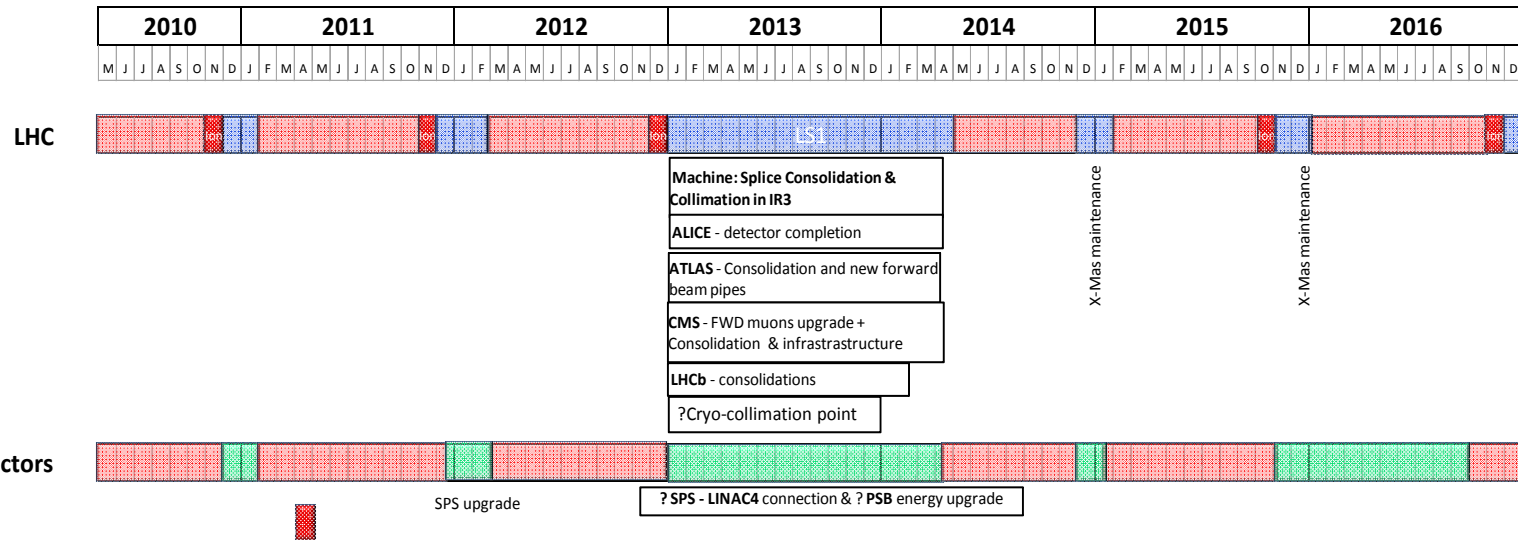 2010 2011 2012 2013 2014 2015 2016
M J J A S O N D J F M A M J J A S O N D J F M A M J J A S O N D J F M A M J J A S O N D J F M A M J J A S O N D J F M A M J J A S O N D J F M A M J J A S O N D
LHC Ion Ion Ion LS1 Ion Ion
Machine: Splice Consolidation &
Collimation in IR3
ALICE - detector completion
ATLAS - Consolidation and new forward
beam pipes
CMS - FWD muons upgrade +
Consolidation & infrastrastructure
LHCb - consolidations
?Cryo-collimation point
X-Mas maintenance
X-Mas maintenance
ctors
SPS upgrade
? SPS - LINAC4 connection & ? PSB energy upgrade